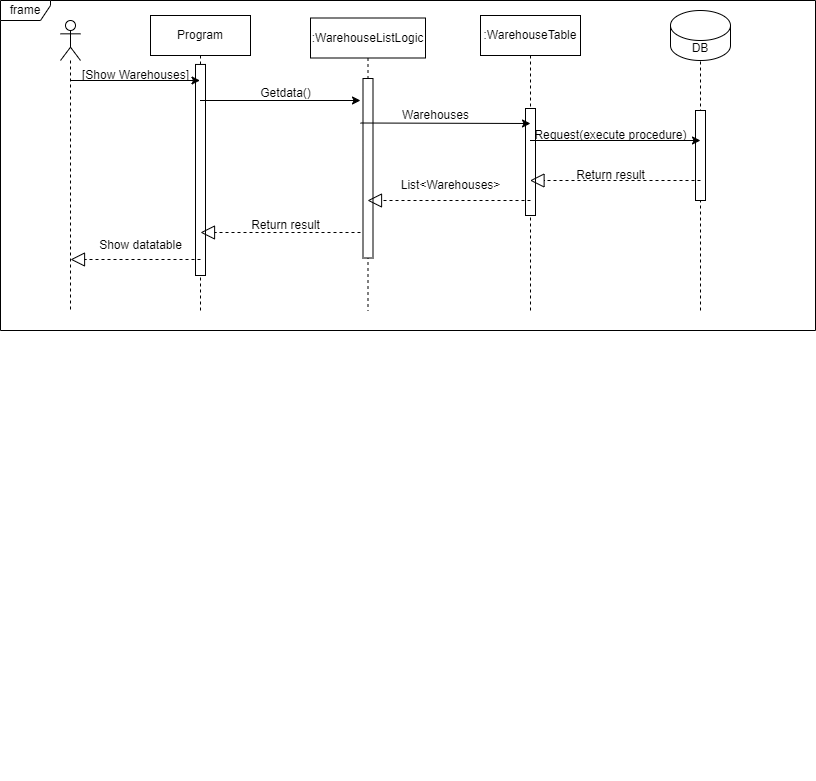 frame
Program
:WarehouseListLogic
:WarehouseTable
DB
[Show Warehouses]
Getdata()
Warehouses
Request(execute procedure)
Return result
List<Warehouses>
Return result
Show datatable